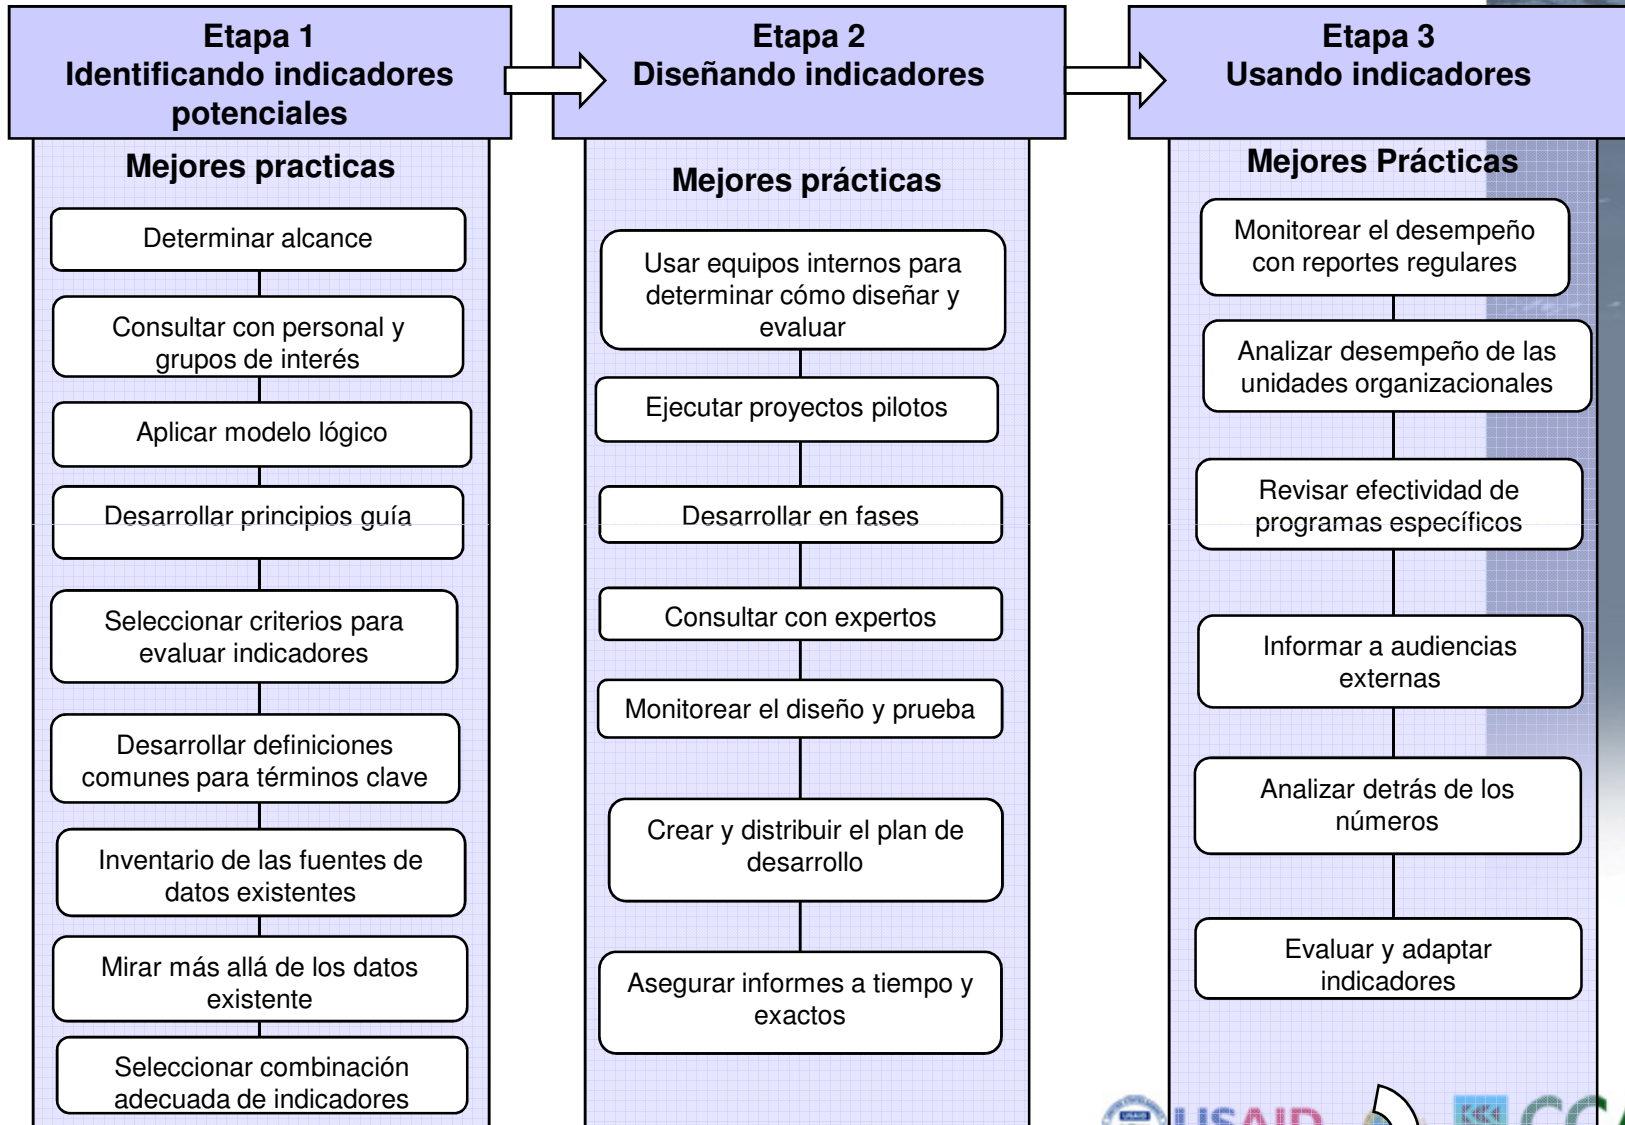 Etapa 1
Identificando indicadores
potenciales
Mejores practicas
Determinar alcance
Consultar con personal y
grupos de interés
Aplicar modelo lógico
Desarrollar principios guía
Seleccionar criterios para
evaluar indicadores
Desarrollar definiciones
comunes para términos clave
Inventario de las fuentes de
datos existentes
Mirar más allá de los datos
existente
Seleccionar combinación
adecuada de indicadores
Etapa 2
Diseñando indicadores
Mejores prácticas
Usar equipos internos para
determinar cómo diseñar y
evaluar
Ejecutar proyectos pilotos
Desarrollar en fases
Consultar con expertos
Monitorear el diseño y prueba
Crear y distribuir el plan de
desarrollo
Asegurar informes a tiempo y
exactos
Etapa 3
Usando indicadores
Mejores Prácticas
Monitorear el desempeño
con reportes regulares
Analizar desempeño de las
unidades organizacionales
Revisar efectividad de
programas específicos
Informar a audiencias
externas
Analizar detrás de los
números
Evaluar y adaptar
indicadores
USAID